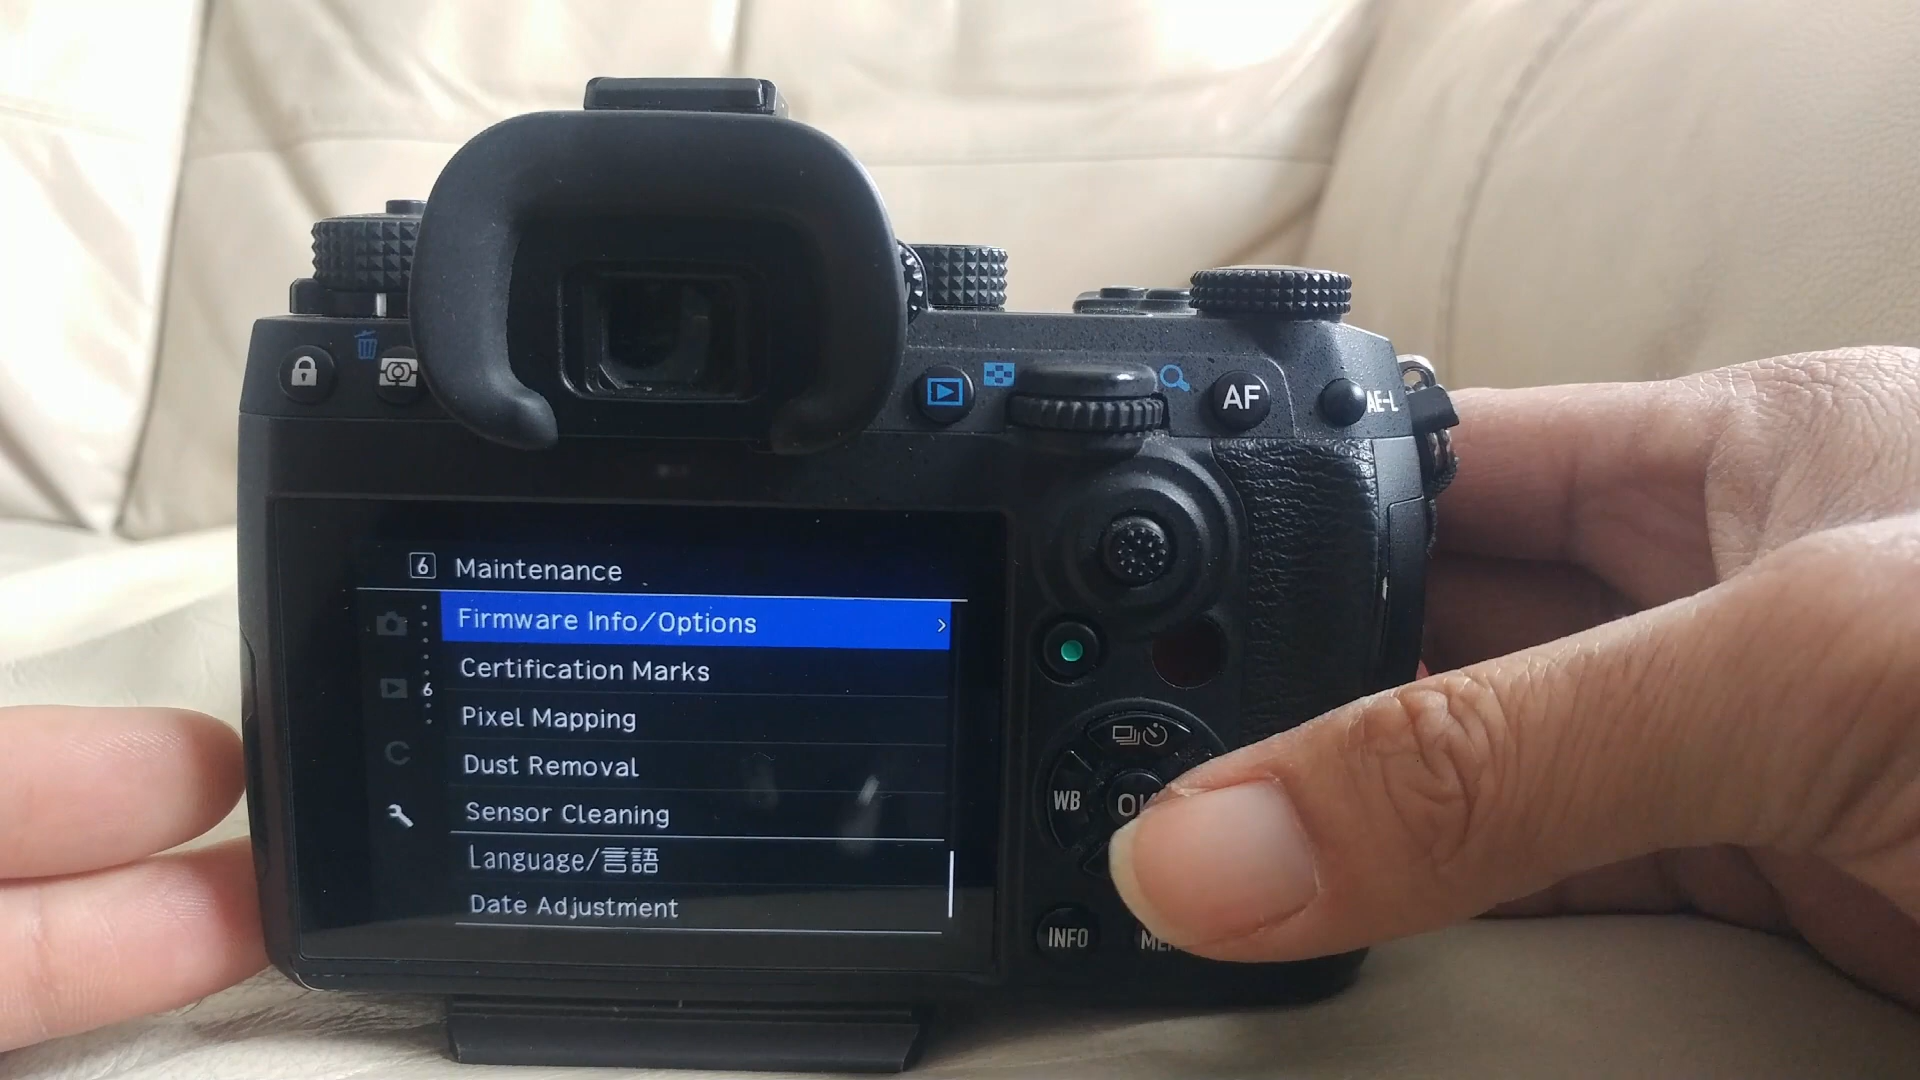 AF
AE-L
6 Maintenance
Firmware Info/Options >
Certification Marks
6
Pixel Mapping
C
Dust Removal
Sensor Cleaning
Language/言語
Date Adjustment
WB
OK
INFO